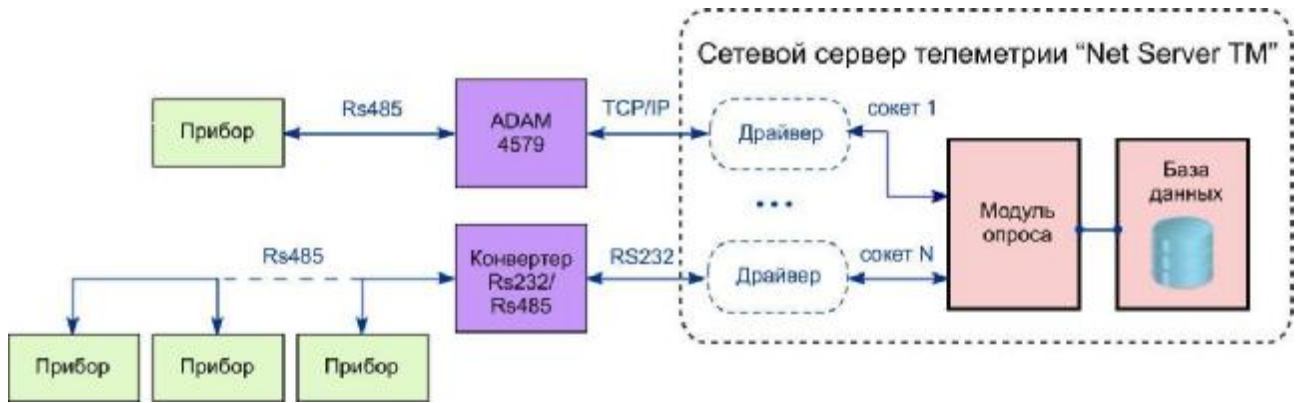 Сетевой сервер телеметрии “Net Server TM”
Прибор
Rs485
ADAM
4579
TCP/IP
Драйвер
сокет 1
...
Модуль
опроса
База
данных
Rs485
Конвертер
Rs232/
Rs485
RS232
Драйвер
сокет N
Прибор
Прибор
Прибор